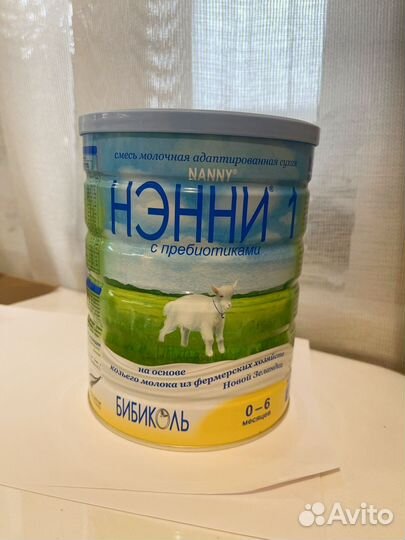 смесь молочная адаптированная сухая
NANNY®
НЭННИ® 1
с пребиотиками
на основе
козьего молока из фермерских хозяйств
Новой Зеландии
БИБИКОЛЬ
0–6
месяцев
Avito